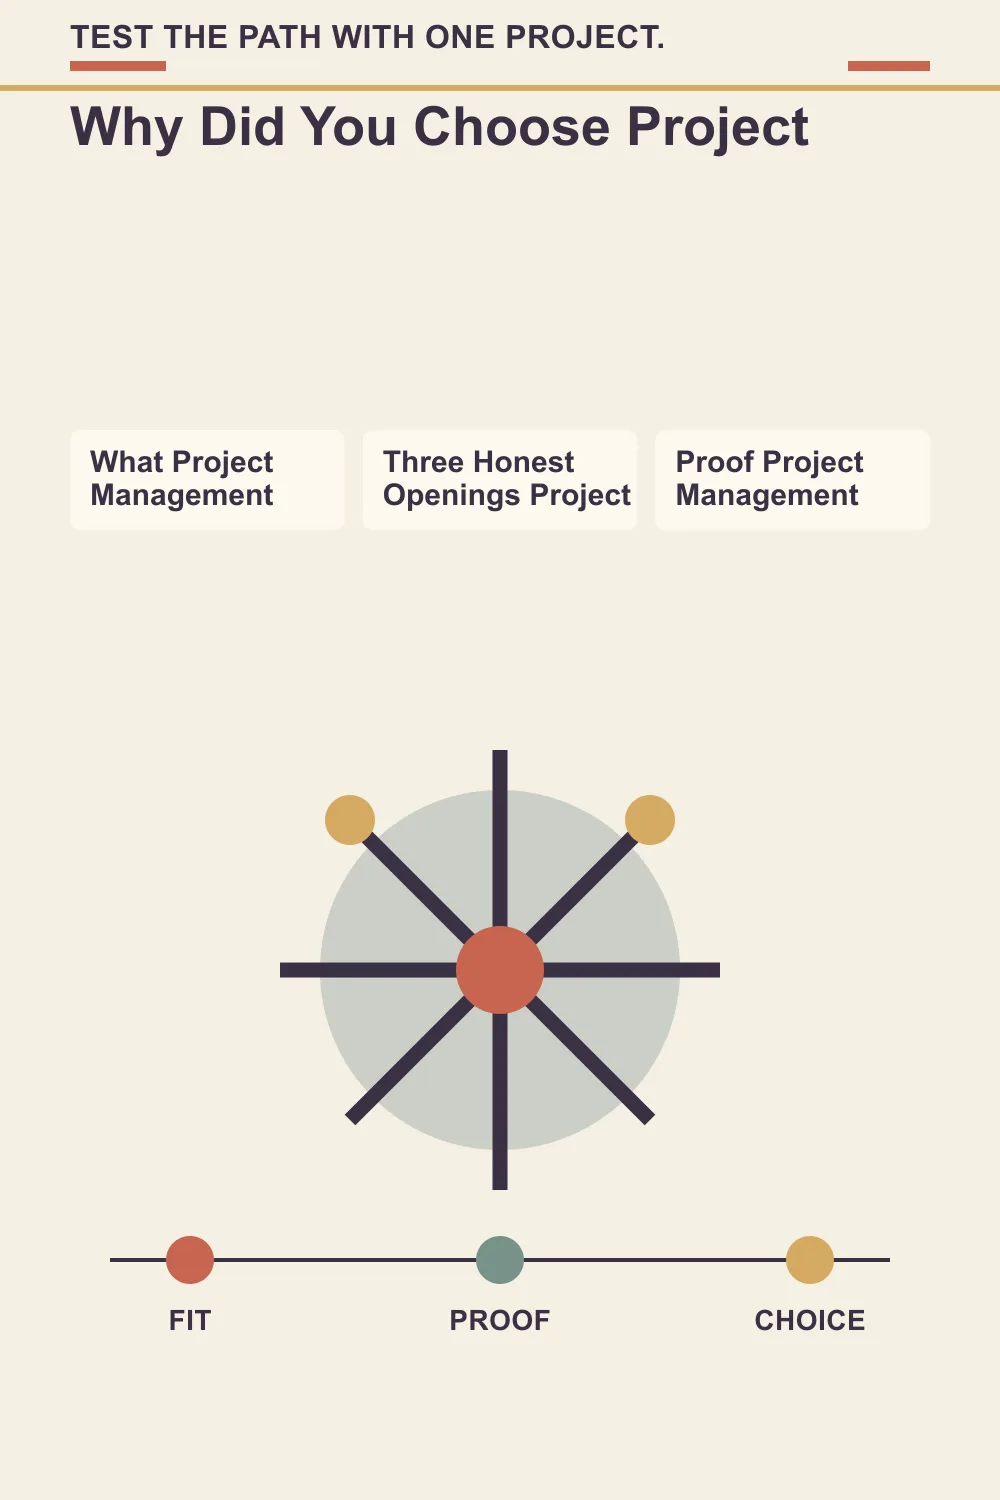 TEST THE PATH WITH ONE PROJECT.
Why Did You Choose Project
What Project
Management
Three Honest
Openings Project
Proof Project
Management
FIT
PROOF
CHOICE